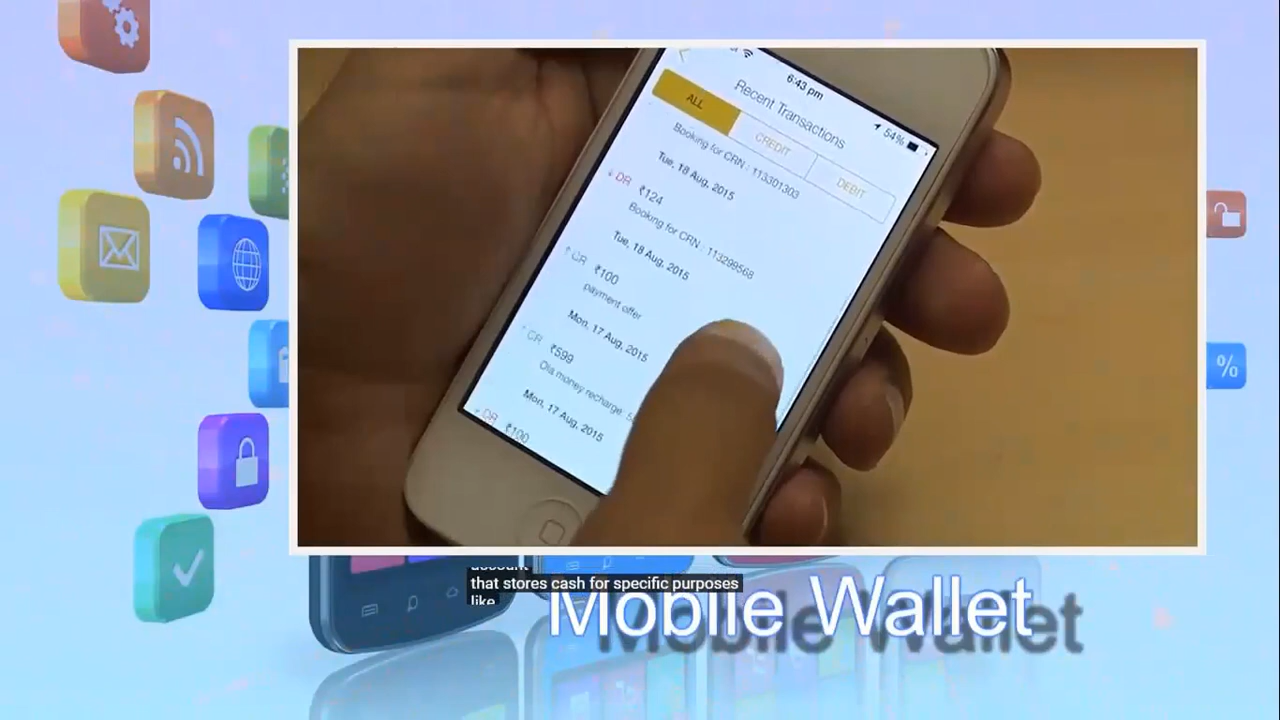 6:43 pm
54%
Recent Transactions
ALL
CREDIT
DEBIT
Booking for CRN : 113301303
Tue, 18 Aug, 2015
DR ₹124
Booking for CRN : 113299568
Tue, 18 Aug, 2015
CR ₹100
payment offer
Mon, 17 Aug, 2015
CR ₹599
Ola money recharge
Mon, 17 Aug, 2015
DR ₹100
%
account
that stores cash for specific purposes
like
Mobile Wallet